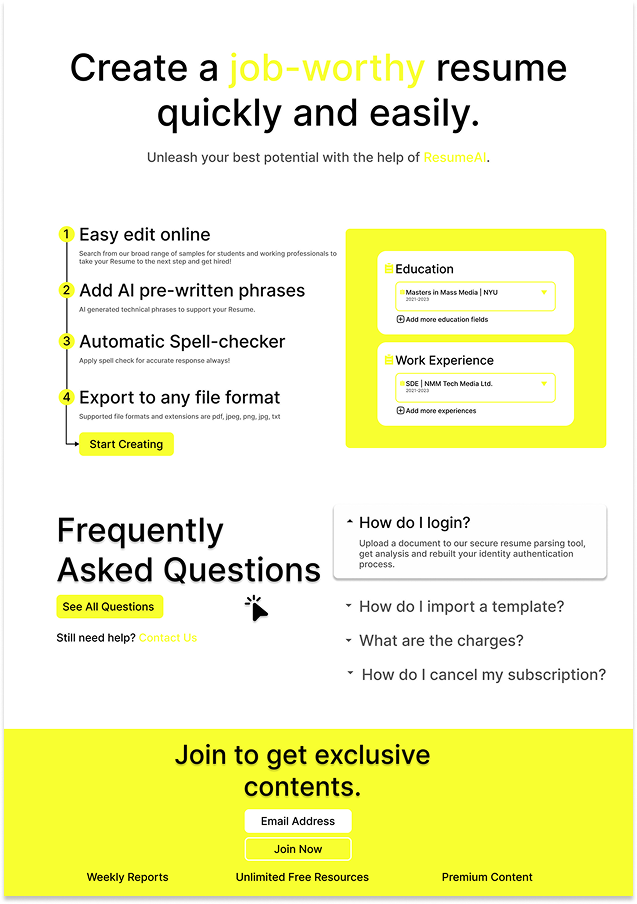 Create a job-worthy resume
quickly and easily.
Unleash your best potential with the help of ResumeAI.
1 Easy edit online
Search from our broad range of samples for students and working professionals to
take your Resume to the next step and get hired!
2 Add AI pre-written phrases
AI generated technical phrases to support your Resume.
3 Automatic Spell-checker
Apply spell check for accurate response always!
4 Export to any file format
Supported file formats and extensions are pdf, jpeg, png, jpg, txt
Start Creating
Education
Masters in Mass Media | NYU
2021-2023
Add more education fields
Work Experience
SDE | NMM Tech Media Ltd.
2021-2023
Add more experiences
Frequently
Asked Questions
See All Questions
Still need help? Contact Us
How do I login?
Upload a document to our secure resume parsing tool,
get analysis and rebuilt your identity authentication
process.
How do I import a template?
What are the charges?
How do I cancel my subscription?
Join to get exclusive
contents.
Email Address
Join Now
Weekly Reports
Unlimited Free Resources
Premium Content